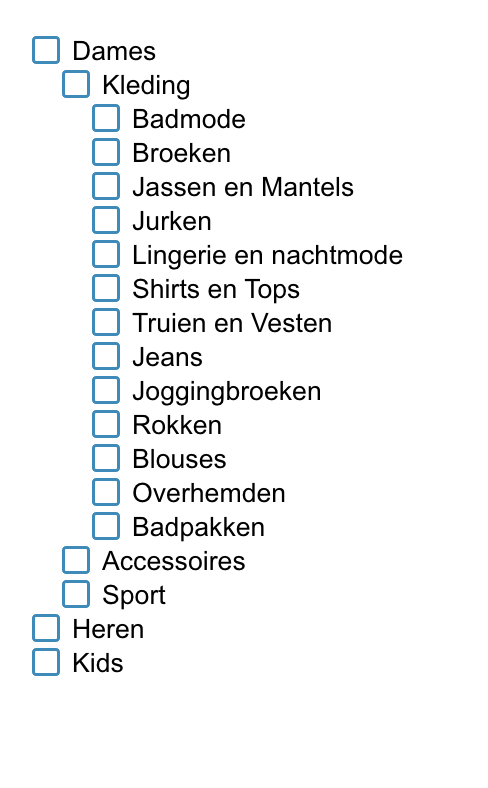 Dames
Kleding
Badmode
Broeken
Jassen en Mantels
Jurken
Lingerie en nachtmode
Shirts en Tops
Truien en Vesten
Jeans
Joggingbroeken
Rokken
Blouses
Overhemden
Badpakken
Accessoires
Sport
Heren
Kids